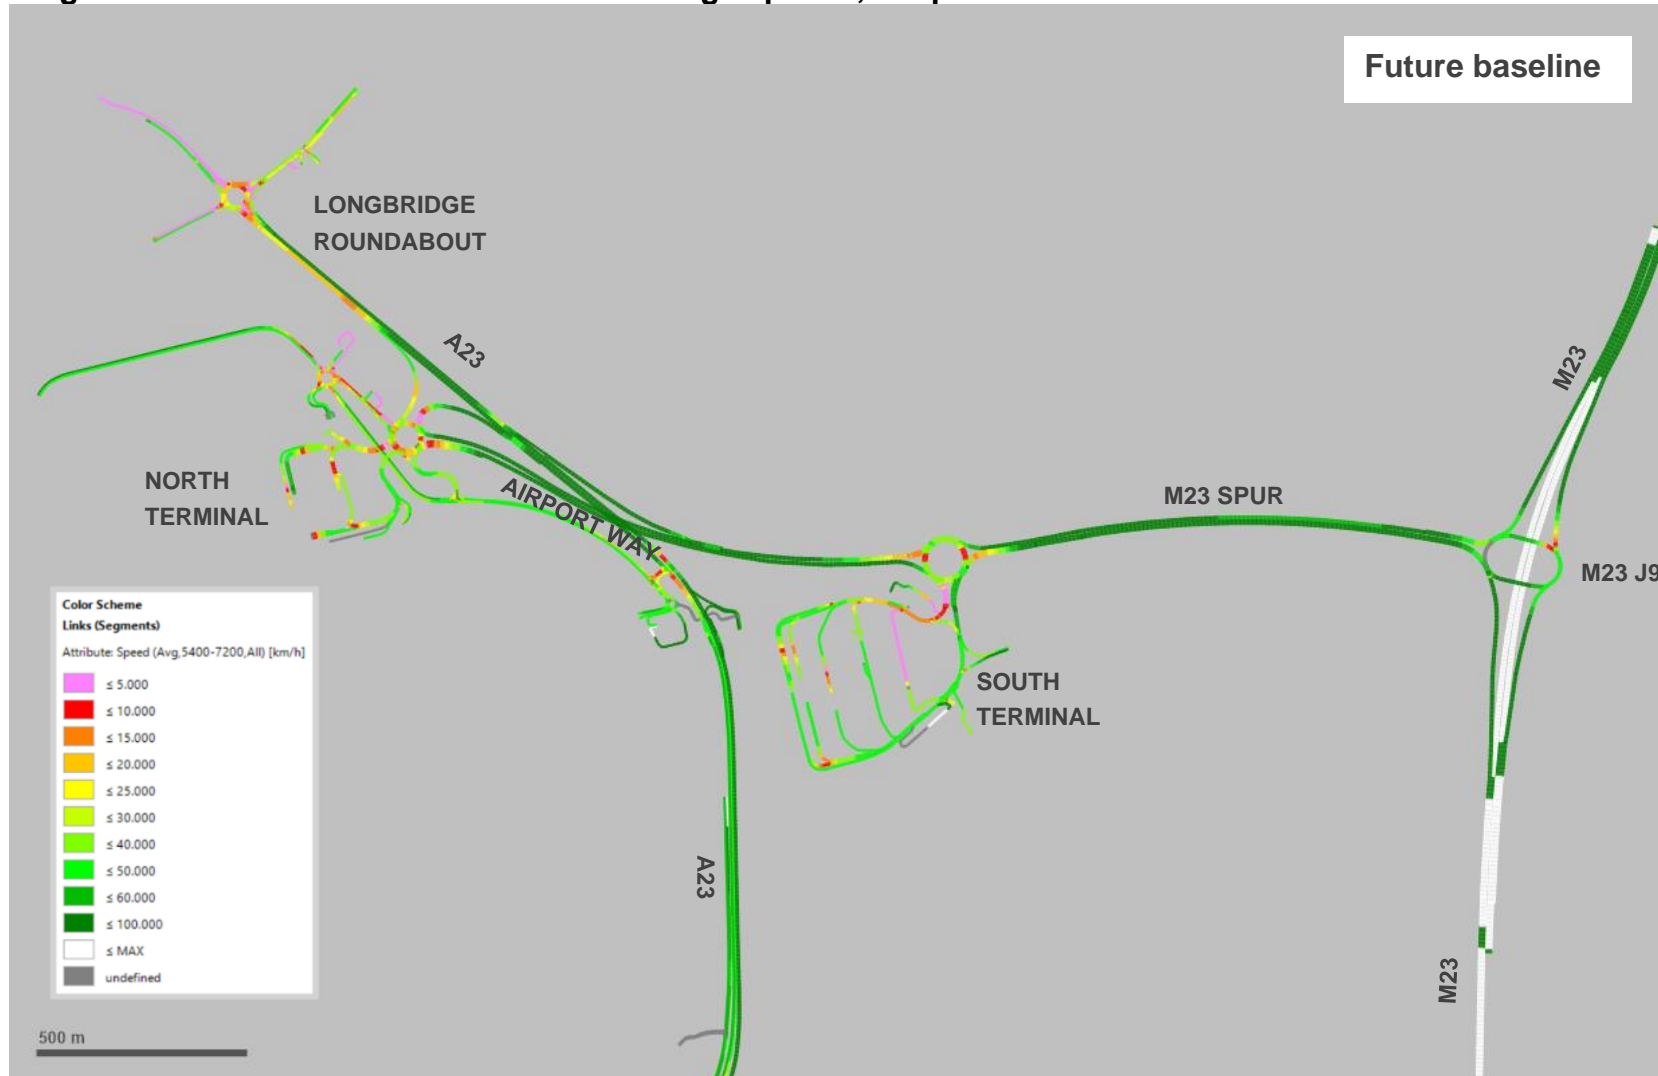 Future baseline
LONGBRIDGE
ROUNDABOUT
A23
M23
NORTH
TERMINAL
AIRPORT WAY
M23 SPUR
M23 J9
SOUTH
TERMINAL
A23
M23
Color Scheme
Links (Segments)
Attribute: Speed (Avg,5400-7200,All) [km/h]
≤ 5.000
≤ 10.000
≤ 15.000
≤ 20.000
≤ 25.000
≤ 30.000
≤ 40.000
≤ 50.000
≤ 60.000
≤ 100.000
≤ MAX
undefined
500 m